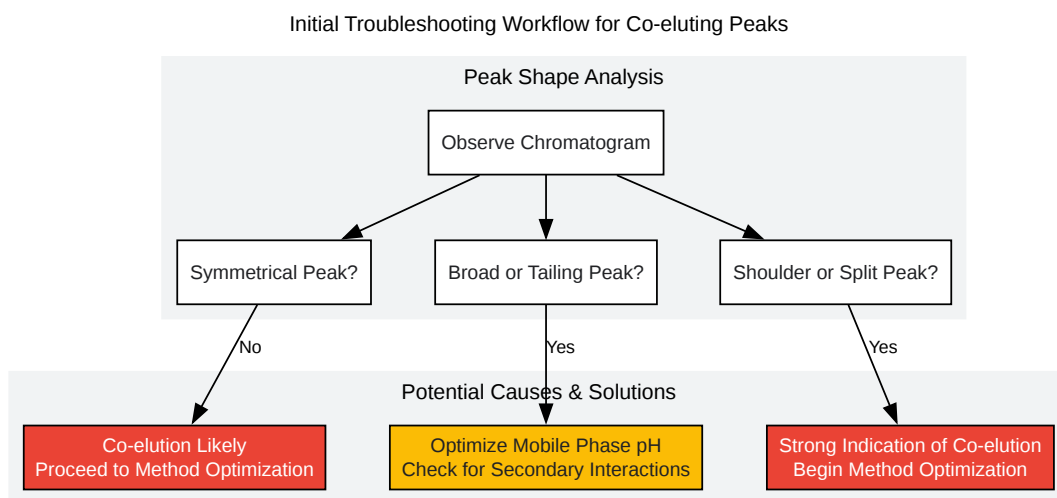 Initial Troubleshooting Workflow for Co-eluting Peaks
Peak Shape Analysis
Observe Chromatogram
Symmetrical Peak?
Broad or Tailing Peak?
Shoulder or Split Peak?
No
Yes
Yes
Potential Causes & Solutions
Co-elution Likely
Proceed to Method Optimization
Optimize Mobile Phase pH
Check for Secondary Interactions
Strong Indication of Co-elution
Begin Method Optimization